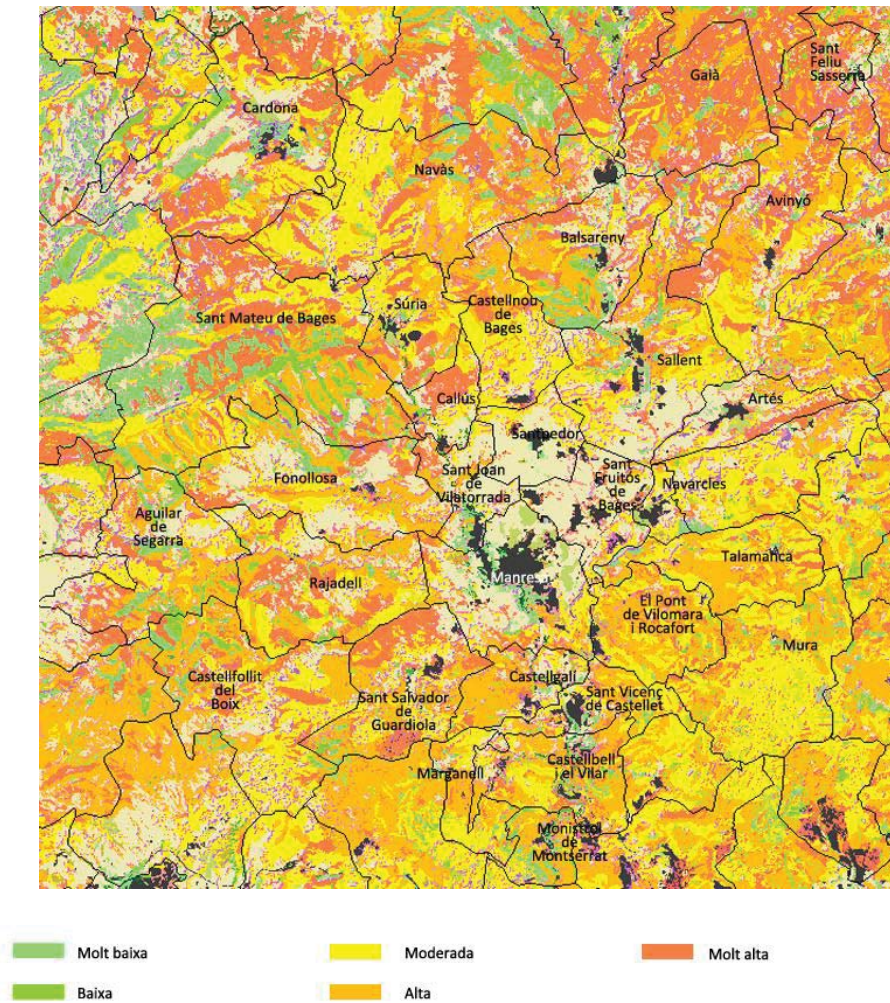 Sant
Feliu
Sasserra
Gaià
Cardona
Navàs
Avinyó
Balsareny
Súria
Castellnou
de
Bages
Sant Mateu de Bages
Sallent
Callús
Artés
Santpedor
Sant Joan
de
Vilatorrada
Sant
Fruitós
de
Bages
Navarcles
Fonollosa
Aguilar
de
Segarra
Talamanca
Manresa
Rajadell
El Pont
de Vilomara
i Rocafort
Mura
Castellfollit
del
Boix
Castellgalí
Sant Vicenç
de Castellet
Sant Salvador
de
Guardiola
Castellbell
i el Vilar
Marganell
Monistrol
de
Montserrat
Molt baixa
Moderada
Molt alta
Baixa
Alta